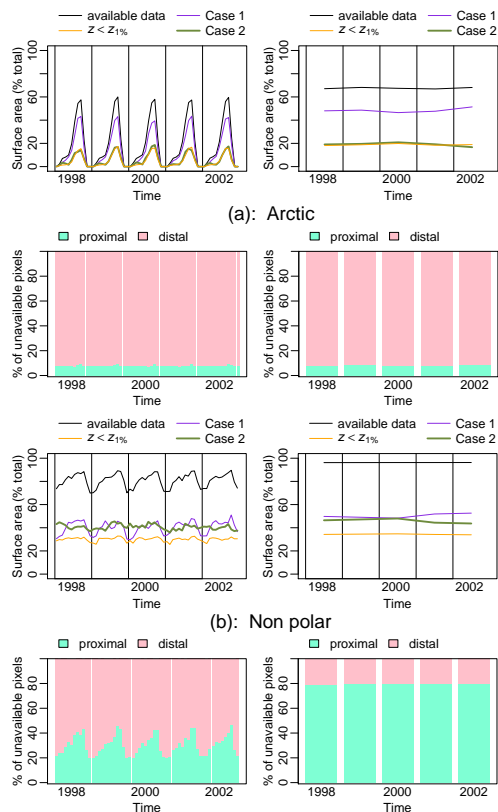 available data Case 1 available data Case 1
z < z1% Case 2 z < z1% Case 2
Surface area (% total)
0 20 60 100
1998 2000 2002
Time
Surface area (% total)
0 20 60 100
1998 2000 2002
Time
(a): Arctic
proximal distal proximal distal
% of unavailable pixels
0 20 40 60 80
1998 2000 2002
% of unavailable pixels
0 20 40 60 80
1998 2000 2002
available data Case 1 available data Case 1
z < z1% Case 2 z < z1% Case 2
Surface area (% total)
0 20 60 100
1998 2000 2002
Time
Surface area (% total)
0 20 60 100
1998 2000 2002
Time
(b): Non polar
proximal distal proximal distal
% of unavailable pixels
0 20 40 60 80
1998 2000 2002
% of unavailable pixels
0 20 40 60 80
1998 2000 2002